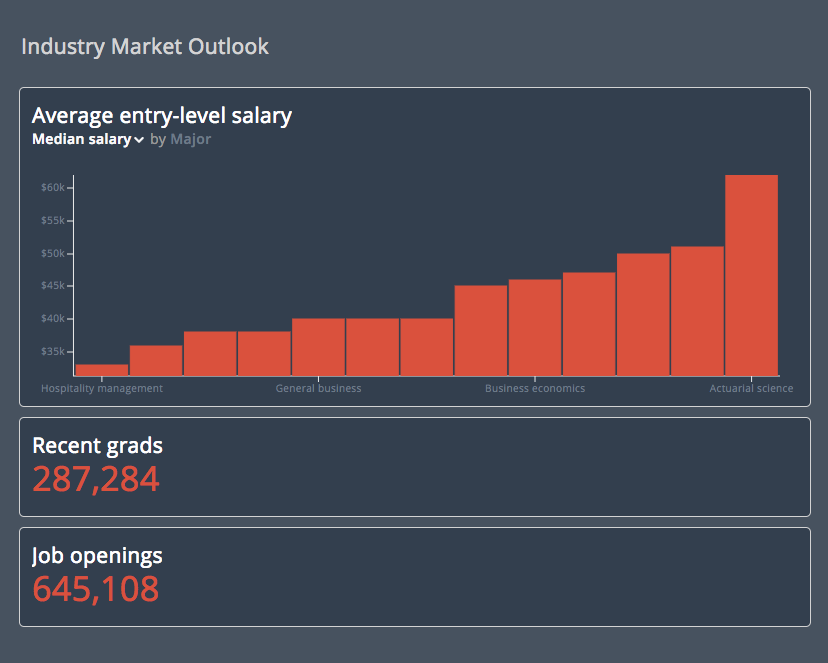 Industry Market Outlook
Average entry-level salary
Median salary by Major
$60k
$55k
$50k
$45k
$40k
$35k
Hospitality management General business Business economics Actuarial science
Recent grads
287,284
Job openings
645,108